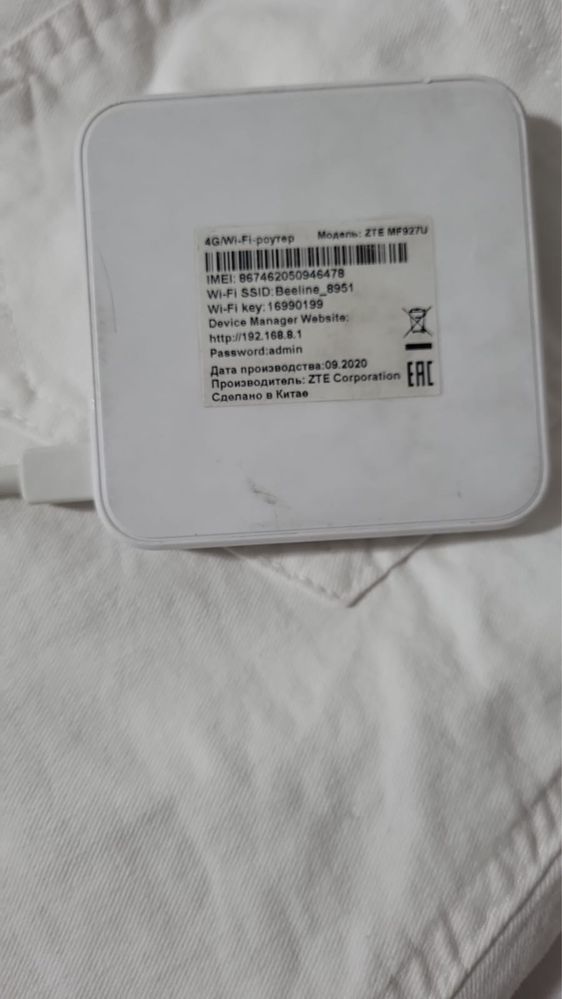 4G/Wi-Fi-роутер Модель: ZTE MF927U
IMEI: 867462050946478
Wi-Fi SSID:Beeline_8951
Wi-Fi key:16990199
Device Manager Website:
http://192.168.8.1
Password:admin
Дата производства:09.2020
Производитель: ZTE Corporation
Сделано в Китае
EAC